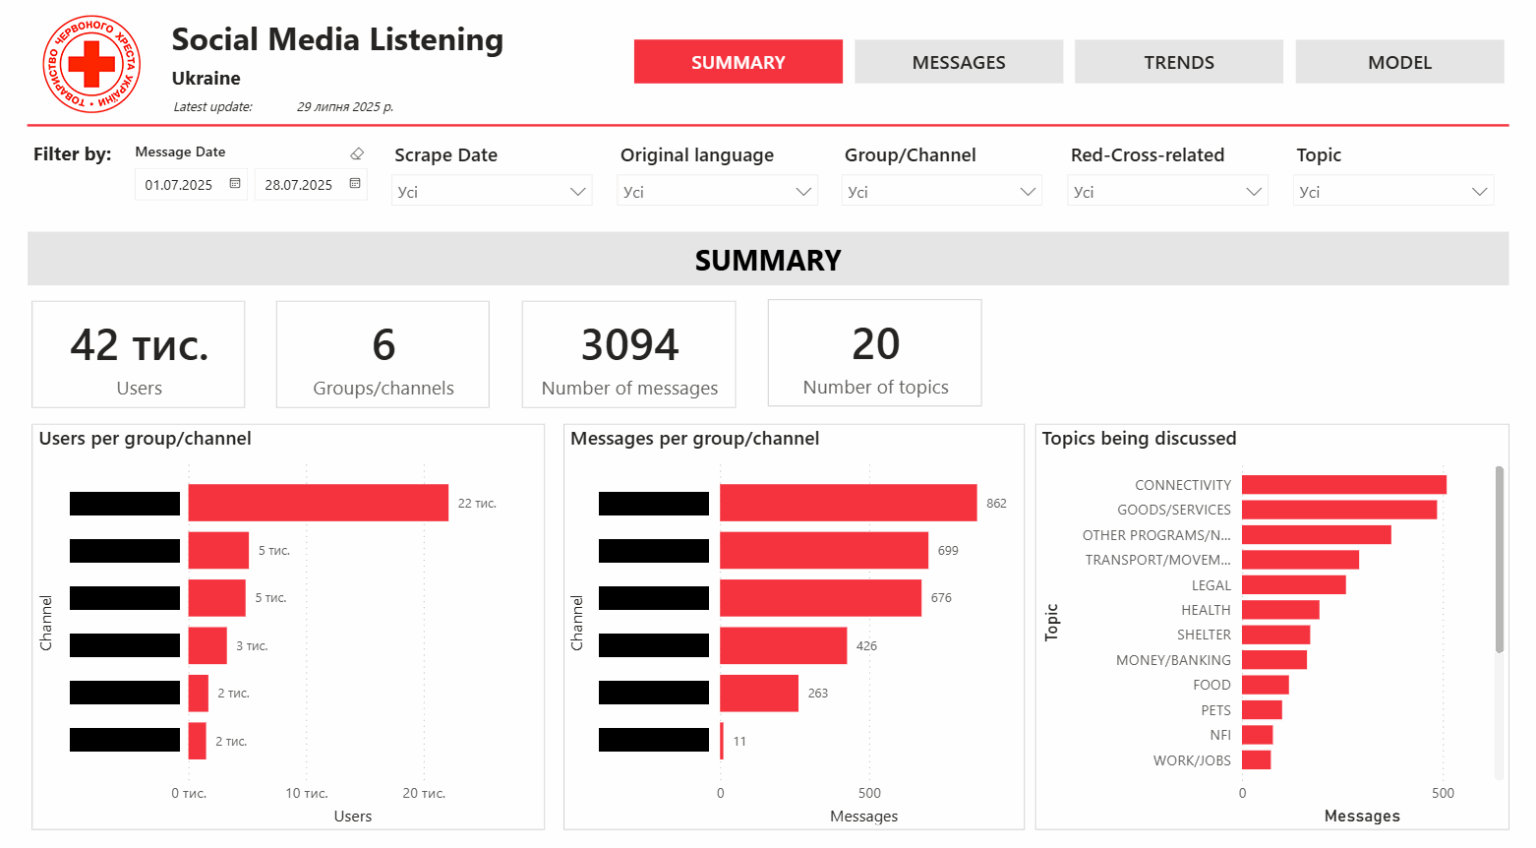 ТОВАРИСТВО ЧЕРВОНОГО ХРЕСТА УКРАЇНИ
Social Media Listening
Ukraine
Latest update: 29 липня 2025 р.
SUMMARY
MESSAGES
TRENDS
MODEL
Filter by:
Message Date
01.07.2025
28.07.2025
Scrape Date
Усі
Original language
Усі
Group/Channel
Усі
Red-Cross-related
Усі
Topic
Усі
SUMMARY
42 тис.
Users
6
Groups/channels
3094
Number of messages
20
Number of topics
Users per group/channel
Channel
22 тис.
5 тис.
5 тис.
3 тис.
2 тис.
2 тис.
0 тис. 10 тис. 20 тис.
Users
Messages per group/channel
Channel
862
699
676
426
263
11
0 500
Messages
Topics being discussed
Topic
CONNECTIVITY
GOODS/SERVICES
OTHER PROGRAMS/N...
TRANSPORT/MOVEM...
LEGAL
HEALTH
SHELTER
MONEY/BANKING
FOOD
PETS
NFI
WORK/JOBS
0 500
Messages